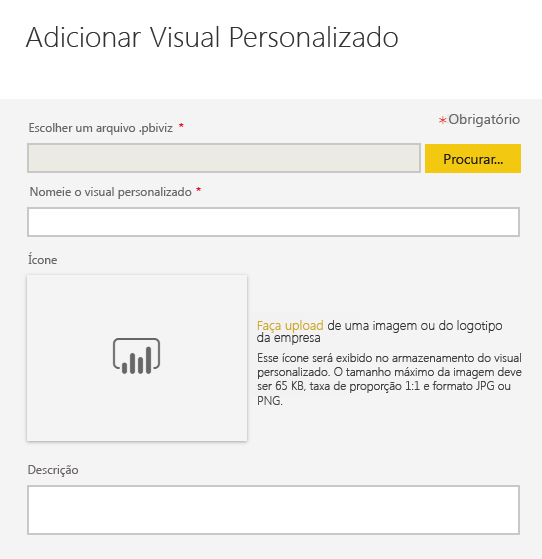 Adicionar Visual Personalizado
*Obrigatório
Escolher um arquivo .pbiviz *
Procurar...
Nomeie o visual personalizado *
Ícone
Faça upload de uma imagem ou do logotipo
da empresa
Esse ícone será exibido no armazenamento do visual
personalizado. O tamanho máximo da imagem deve
ser 65 KB, taxa de proporção 1:1 e formato JPG ou
PNG.
Descrição